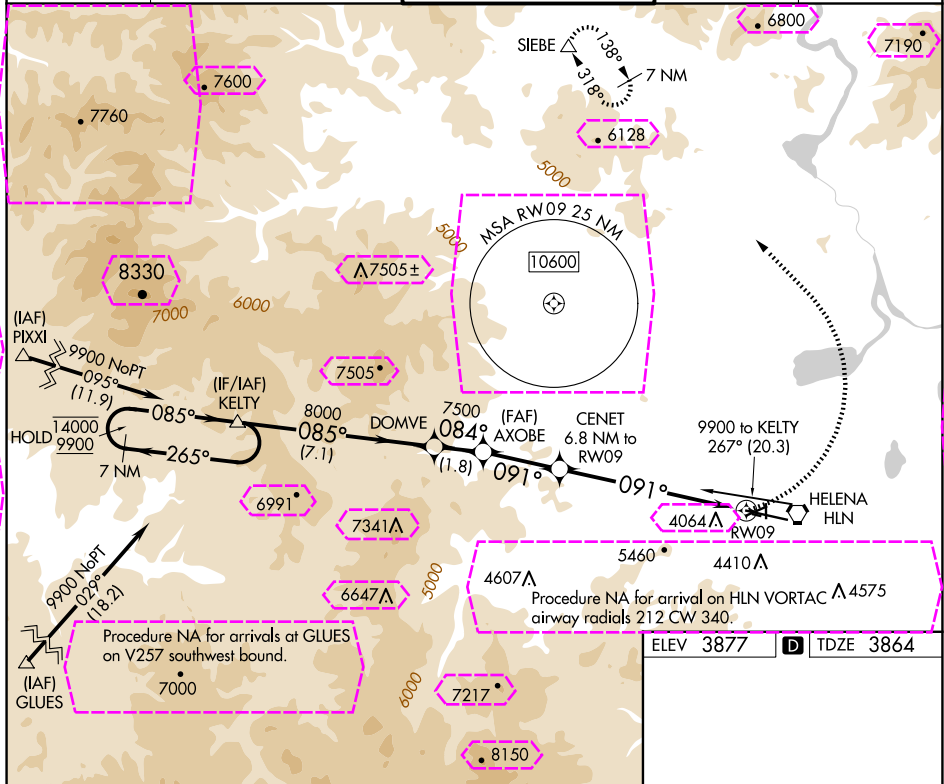 6800
SIEBE
138°
7190
7600
318°
7 NM
7760
6128
5000
MSA RW09 25 NM
5000
10600
7505±
8330
6000
7000
(IAF)
PIXXI
9900 NoPT
095°
(11.9)
7505
(IF/IAF)
KELTY
8000
085°
(7.1)
DOMVE
7500
084°
(1.8)
(FAF)
AXOBE
CENET
6.8 NM to
RW09
9900 to KELTY
267° (20.3)
HOLD
14000
9900
085°
265°
7 NM
091°
091°
6991
7341
4064
RW09
HELENA
HLN
9900 NoPT
029°
(18.2)
6647
5000
4607
5460
4410
4575
Procedure NA for arrival on HLN VORTAC
airway radials 212 CW 340.
Procedure NA for arrivals at GLUES
on V257 southwest bound.
7000
(IAF)
GLUES
6000
7217
8150
ELEV 3877
D
TDZE 3864